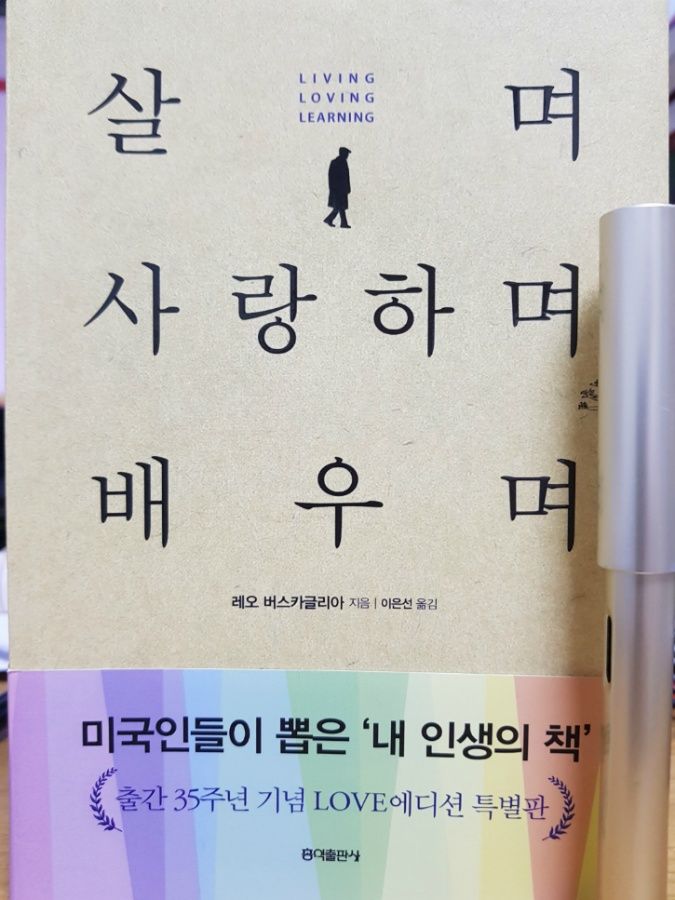 LIVING
LOVING
LEARNING
살 며
사랑하며
배우며
레오 버스카글리아 지음 | 이은선 옮김
미국인들이 뽑은 ‘내 인생의 책’
출간 35주년 기념 LOVE에디션 특별판
홍익출판사